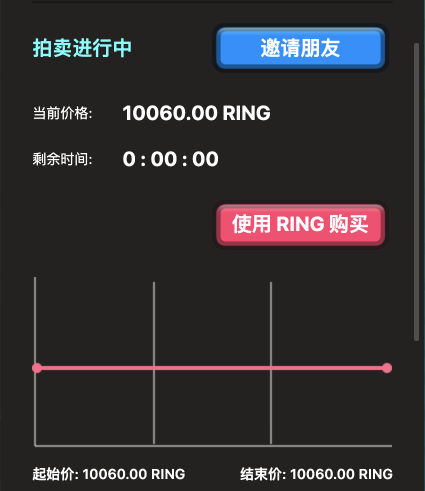 拍卖进行中
邀请朋友
当前价格: 10060.00 RING
剩余时间: 0 : 00 : 00
使用 RING 购买
起始价: 10060.00 RING 结束价: 10060.00 RING